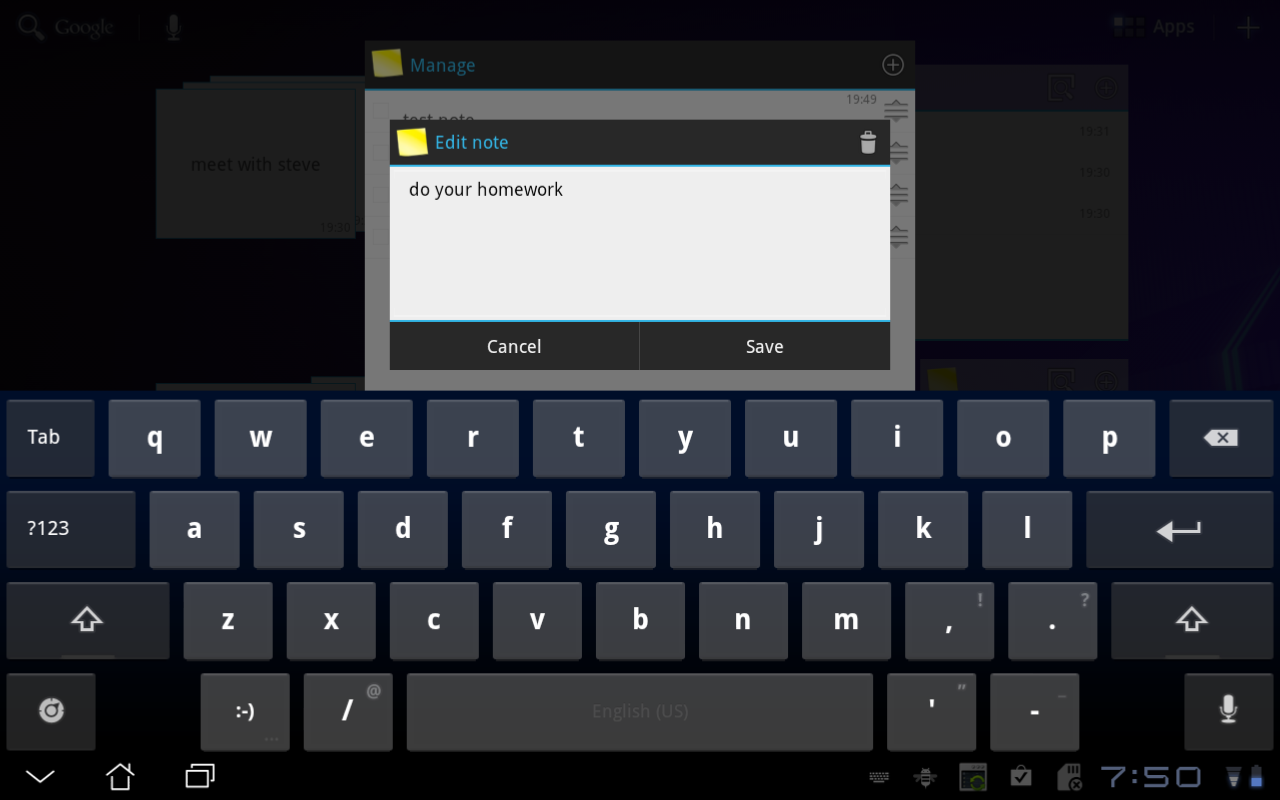 Google
Apps
Manage
19:49
test note
Edit note
19:31
meet with steve
19:30
do your homework
19:30
19:30
Cancel
Save
Tab
q
w
e
r
t
y
u
i
o
p
?123
a
s
d
f
g
h
j
k
l
z
x
c
v
b
n
m
, !
. ?
:-) ...
/ @
English (US)
' "
- _
7:50